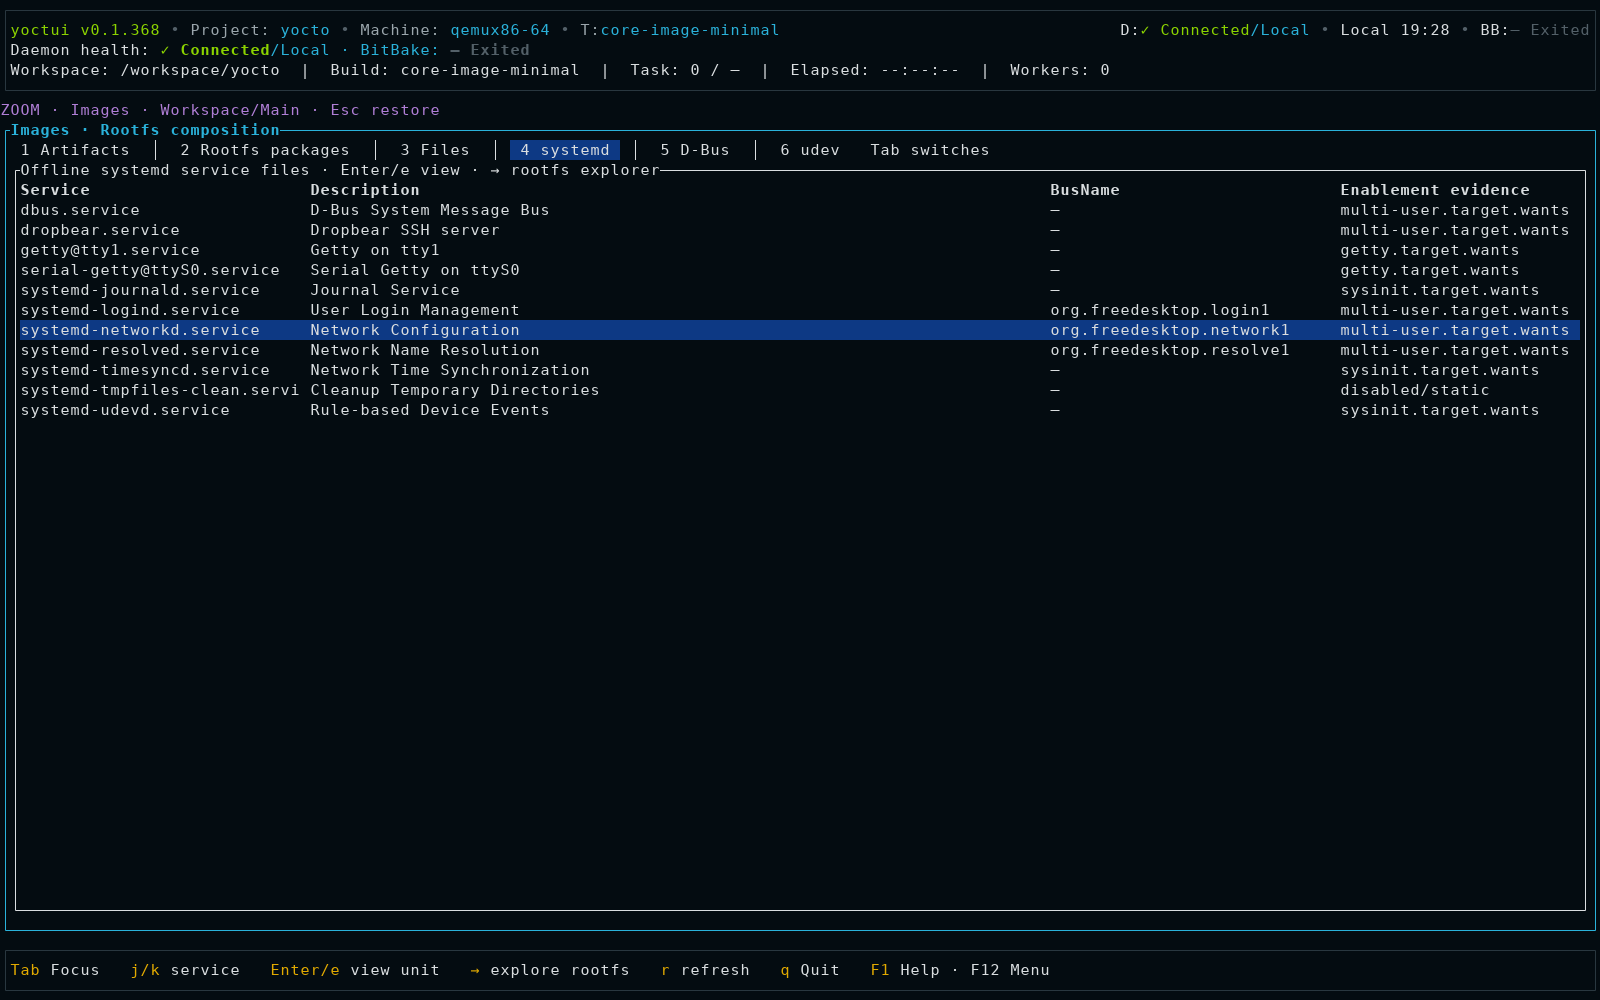 yoctui v0.1.368 • Project: yocto • Machine: qemux86-64 • T:core-image-minimal D:✓ Connected/Local • Local 19:28 • BB:— Exited
Daemon health: ✓ Connected/Local · BitBake: — Exited
Workspace: /workspace/yocto | Build: core-image-minimal | Task: 0 / — | Elapsed: --:--:-- | Workers: 0
ZOOM · Images · Workspace/Main · Esc restore
Images · Rootfs composition
1 Artifacts │ 2 Rootfs packages │ 3 Files │ 4 systemd │ 5 D-Bus │ 6 udev Tab switches
Offline systemd service files · Enter/e view · → rootfs explorer
Service Description BusName Enablement evidence
dbus.service D-Bus System Message Bus — multi-user.target.wants
dropbear.service Dropbear SSH server — multi-user.target.wants
getty@tty1.service Getty on tty1 — getty.target.wants
serial-getty@ttyS0.service Serial Getty on ttyS0 — getty.target.wants
systemd-journald.service Journal Service — sysinit.target.wants
systemd-logind.service User Login Management org.freedesktop.login1 multi-user.target.wants
systemd-networkd.service Network Configuration org.freedesktop.network1 multi-user.target.wants
systemd-resolved.service Network Name Resolution org.freedesktop.resolve1 multi-user.target.wants
systemd-timesyncd.service Network Time Synchronization — sysinit.target.wants
systemd-tmpfiles-clean.servi Cleanup Temporary Directories — disabled/static
systemd-udevd.service Rule-based Device Events — sysinit.target.wants
Tab Focus j/k service Enter/e view unit → explore rootfs r refresh q Quit F1 Help · F12 Menu